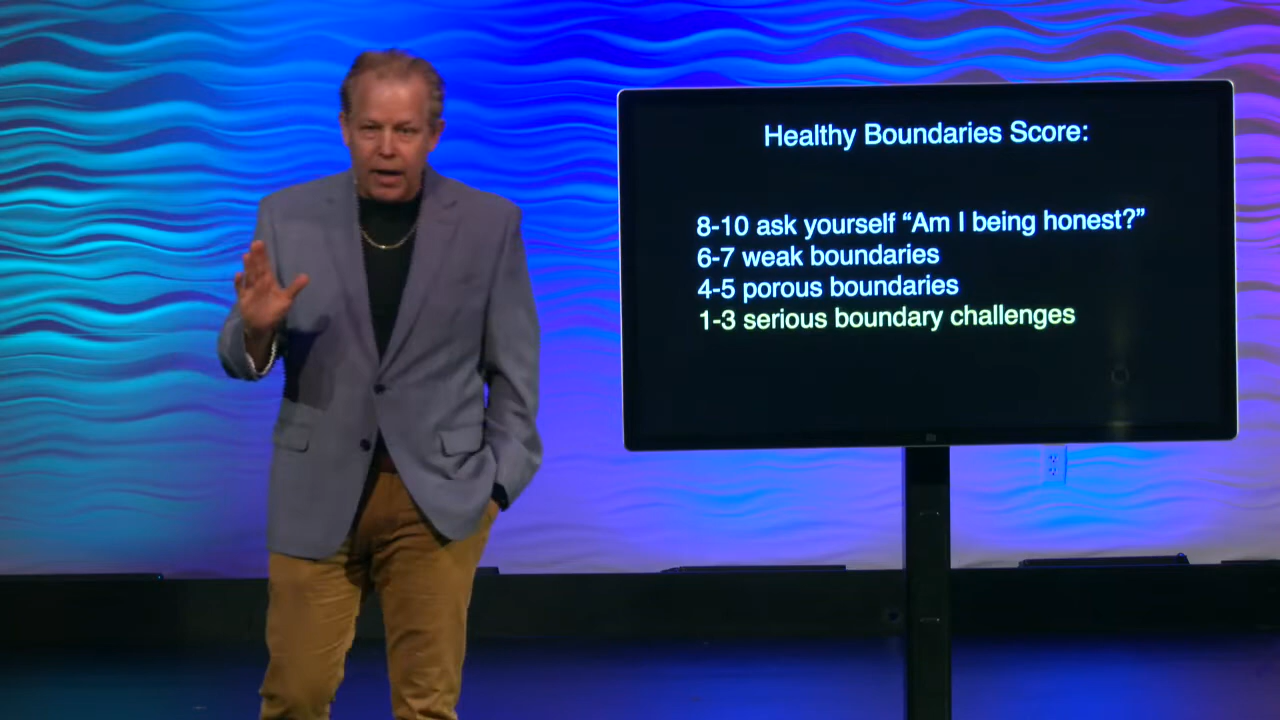 Healthy Boundaries Score:
8-10 ask yourself “Am I being honest?”
6-7 weak boundaries
4-5 porous boundaries
1-3 serious boundary challenges